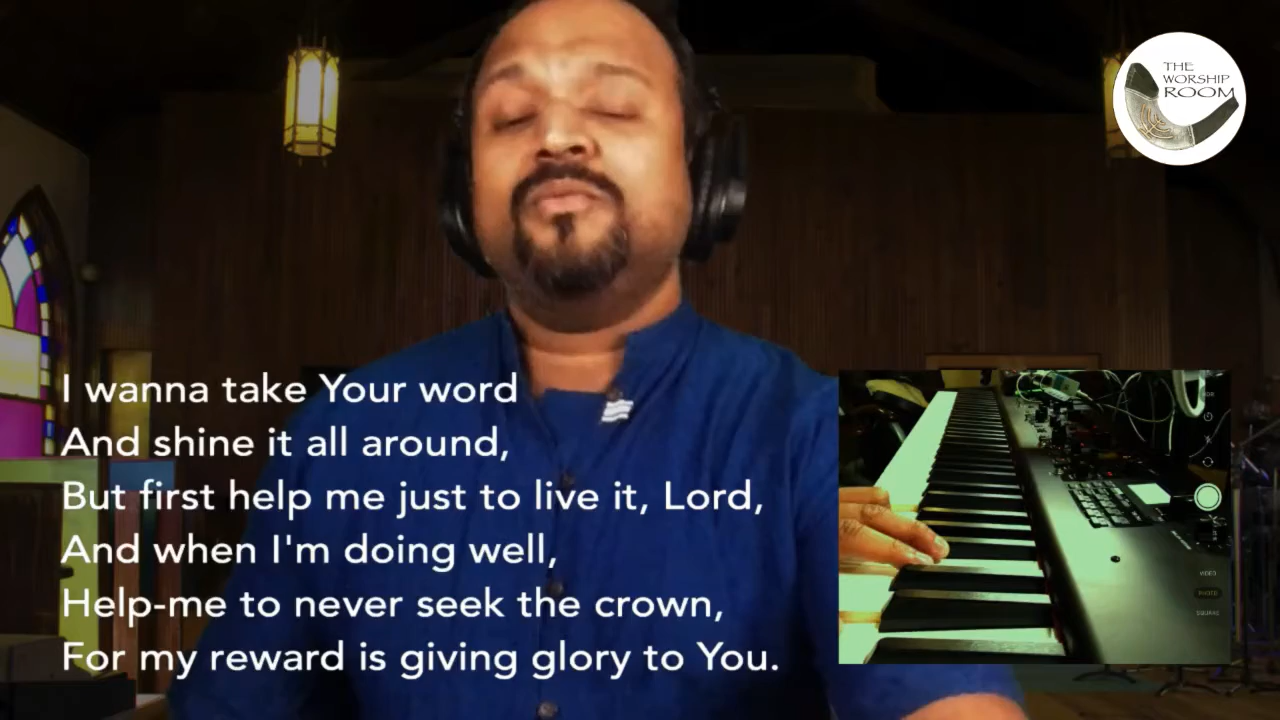 THE
WORSHIP
ROOM
I wanna take Your word
And shine it all around,
But first help me just to live it, Lord,
And when I'm doing well,
Help-me to never seek the crown,
For my reward is giving glory to You.
VIDEO
PHOTO
SQUARE